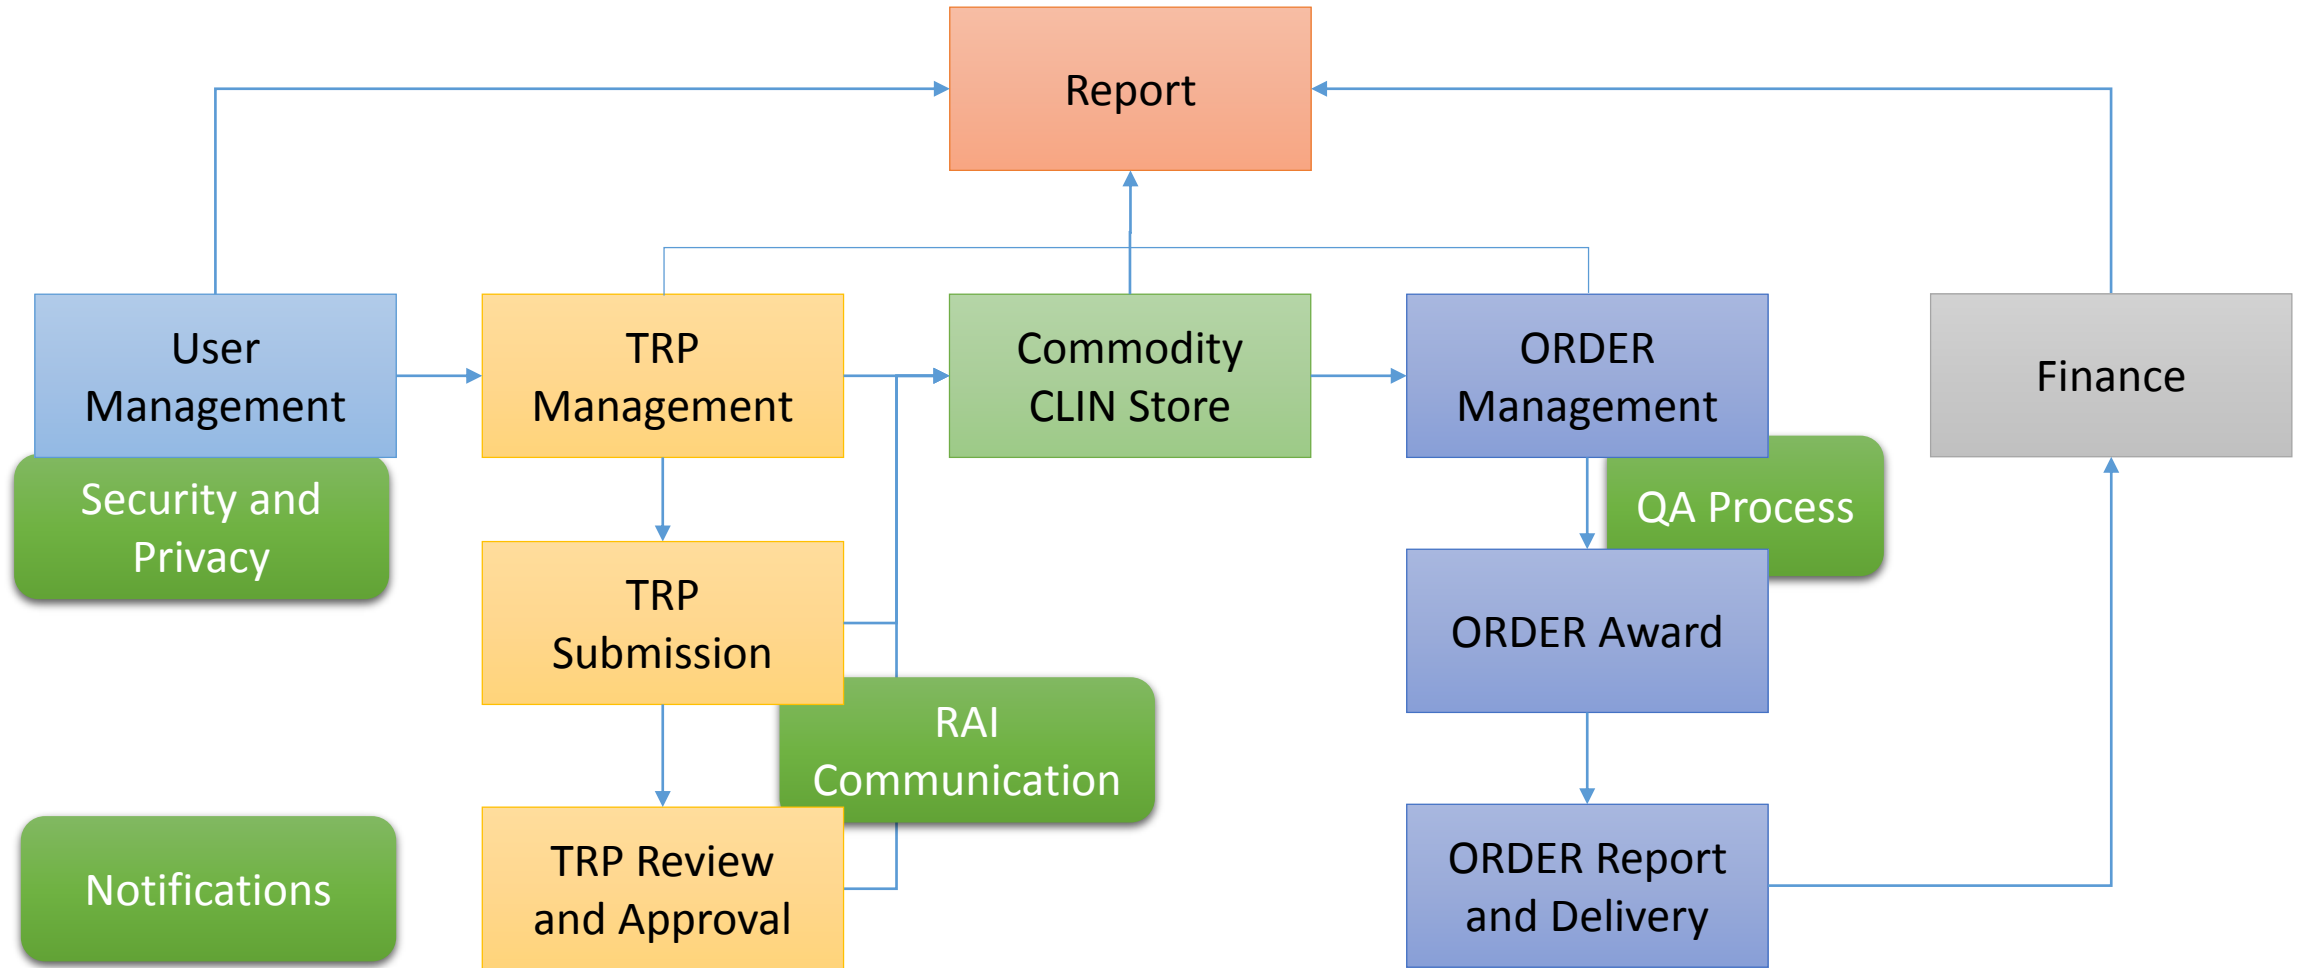 Report
User
Management
TRP
Management
Commodity
CLIN Store
ORDER
Management
Finance
Security and
Privacy
QA Process
TRP
Submission
ORDER Award
RAI
Communication
Notifications
TRP Review
and Approval
ORDER Report
and Delivery